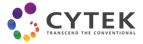 CYTEK
TRANSCEND THE CONVENTIONAL